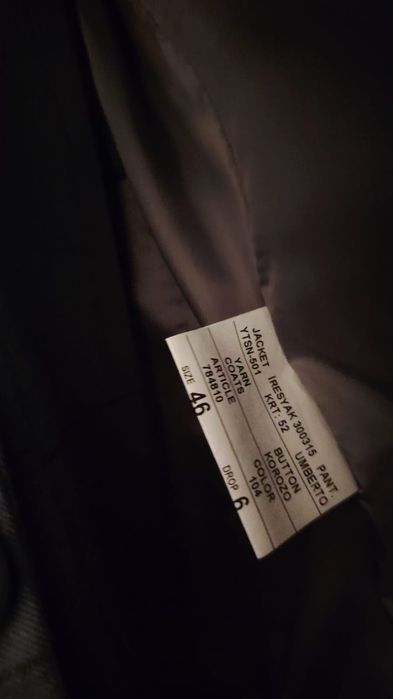 JACKET IRESYAK 300315 PANT.
YTSN-501 KRT: 52 UMBERTO
YARN BUTTON
COATS KOROZO
ARTICLE COLOR
784810 104
SIZE 46 DROP 6